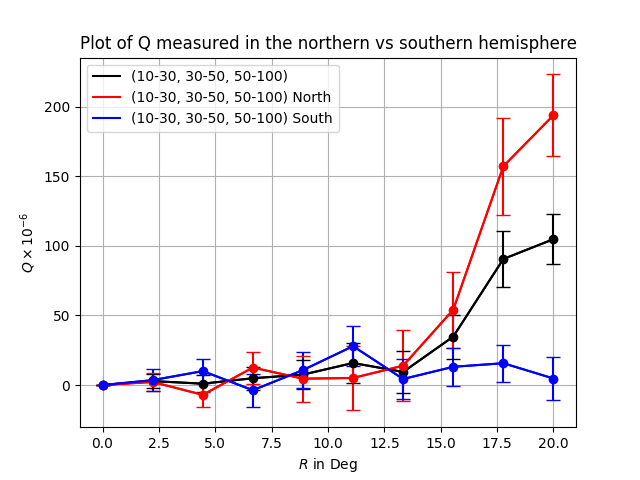 Plot of Q measured in the northern vs southern hemisphere
(10-30, 30-50, 50-100)
(10-30, 30-50, 50-100) North
(10-30, 30-50, 50-100) South
200
150
100
50
0
Q × 10⁻⁶
0.0 2.5 5.0 7.5 10.0 12.5 15.0 17.5 20.0
R in Deg